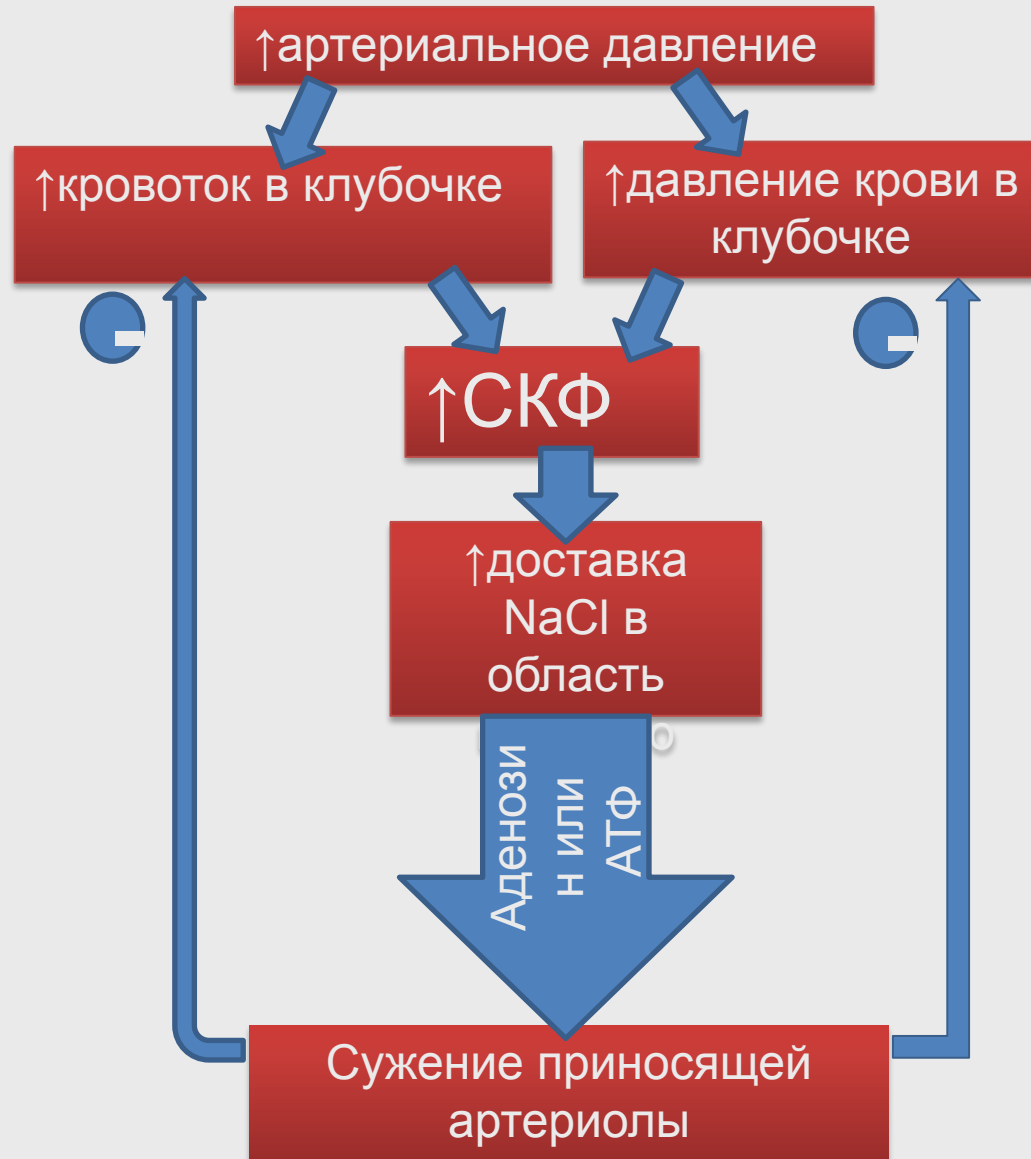 ↑артериальное давление
↑кровоток в клубочке
↑давление крови в
клубочке
-
-
↑СКФ
↑доставка
NaCl в
область
Аденози
н или
АТФ
Сужение приносящей
артериолы